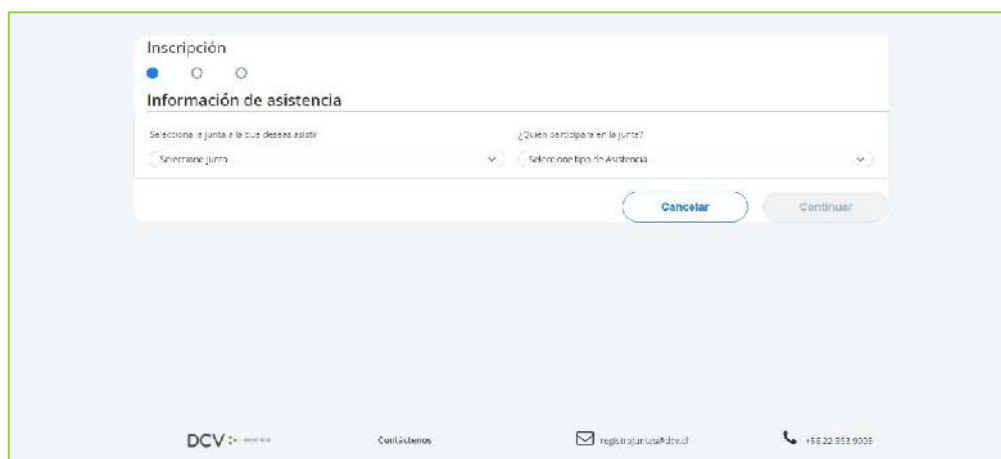 Inscripción
Información de asistencia
Selecciona la junta a la que deseas asistir
¿Quién participara en la junta?
Seleccione Junta
Seleccione tipo de Asistencia
Cancelar
Continuar
DCV
Contáctenos
registrojuntas@dcv.cl
+56 22 393 9003